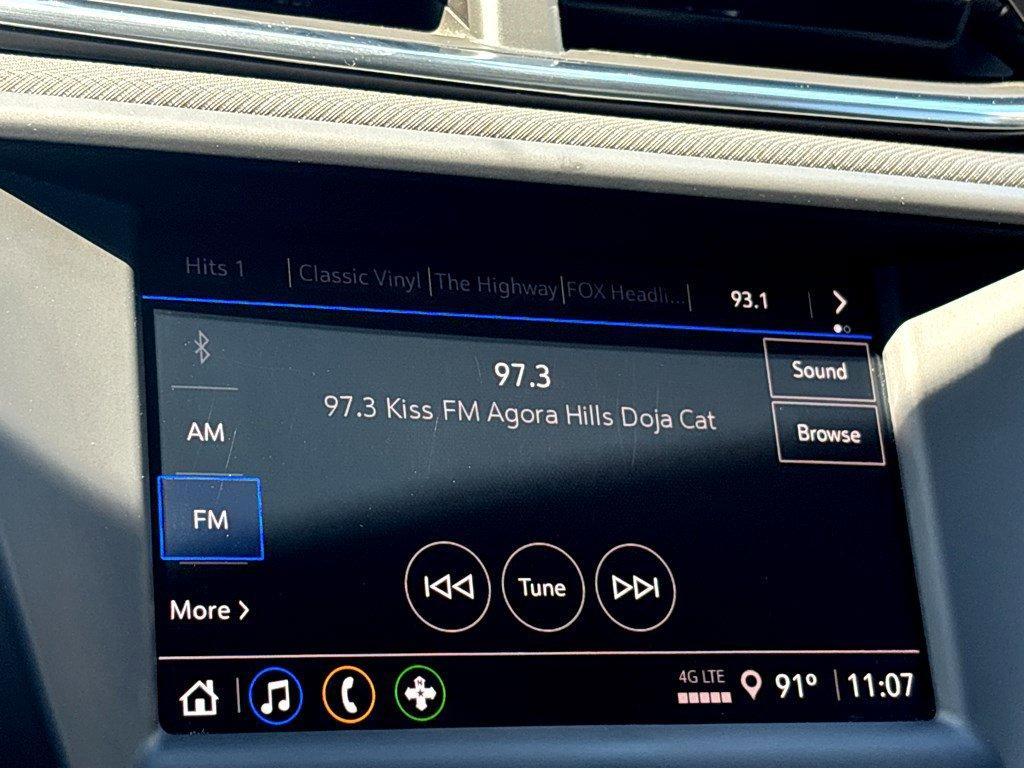 Hits 1 | Classic Vinyl | The Highway | FOX Headli... | 93.1
97.3
97.3 Kiss FM Agora Hills Doja Cat
Sound
Browse
AM
FM
More
Tune
4G LTE
91°
11:07